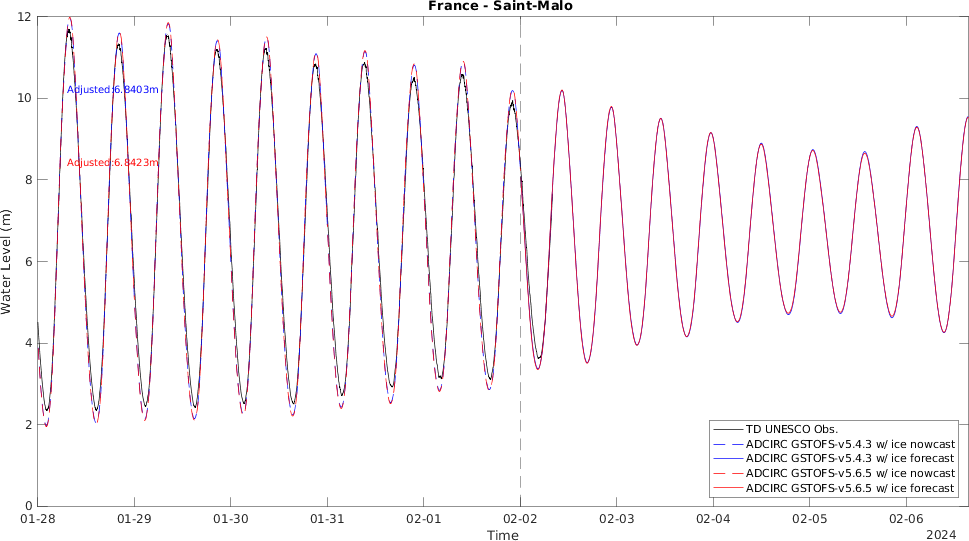 France - Saint-Malo
12
10
8
6
4
2
0
Water Level (m)
Adjusted:6.8403m
Adjusted:6.8423m
TD UNESCO Obs.
ADCIRC GSTOFS-v5.4.3 w/ ice nowcast
ADCIRC GSTOFS-v5.4.3 w/ ice forecast
ADCIRC GSTOFS-v5.6.5 w/ ice nowcast
ADCIRC GSTOFS-v5.6.5 w/ ice forecast
01-28 01-29 01-30 01-31 02-01 02-02 02-03 02-04 02-05 02-06
Time
2024